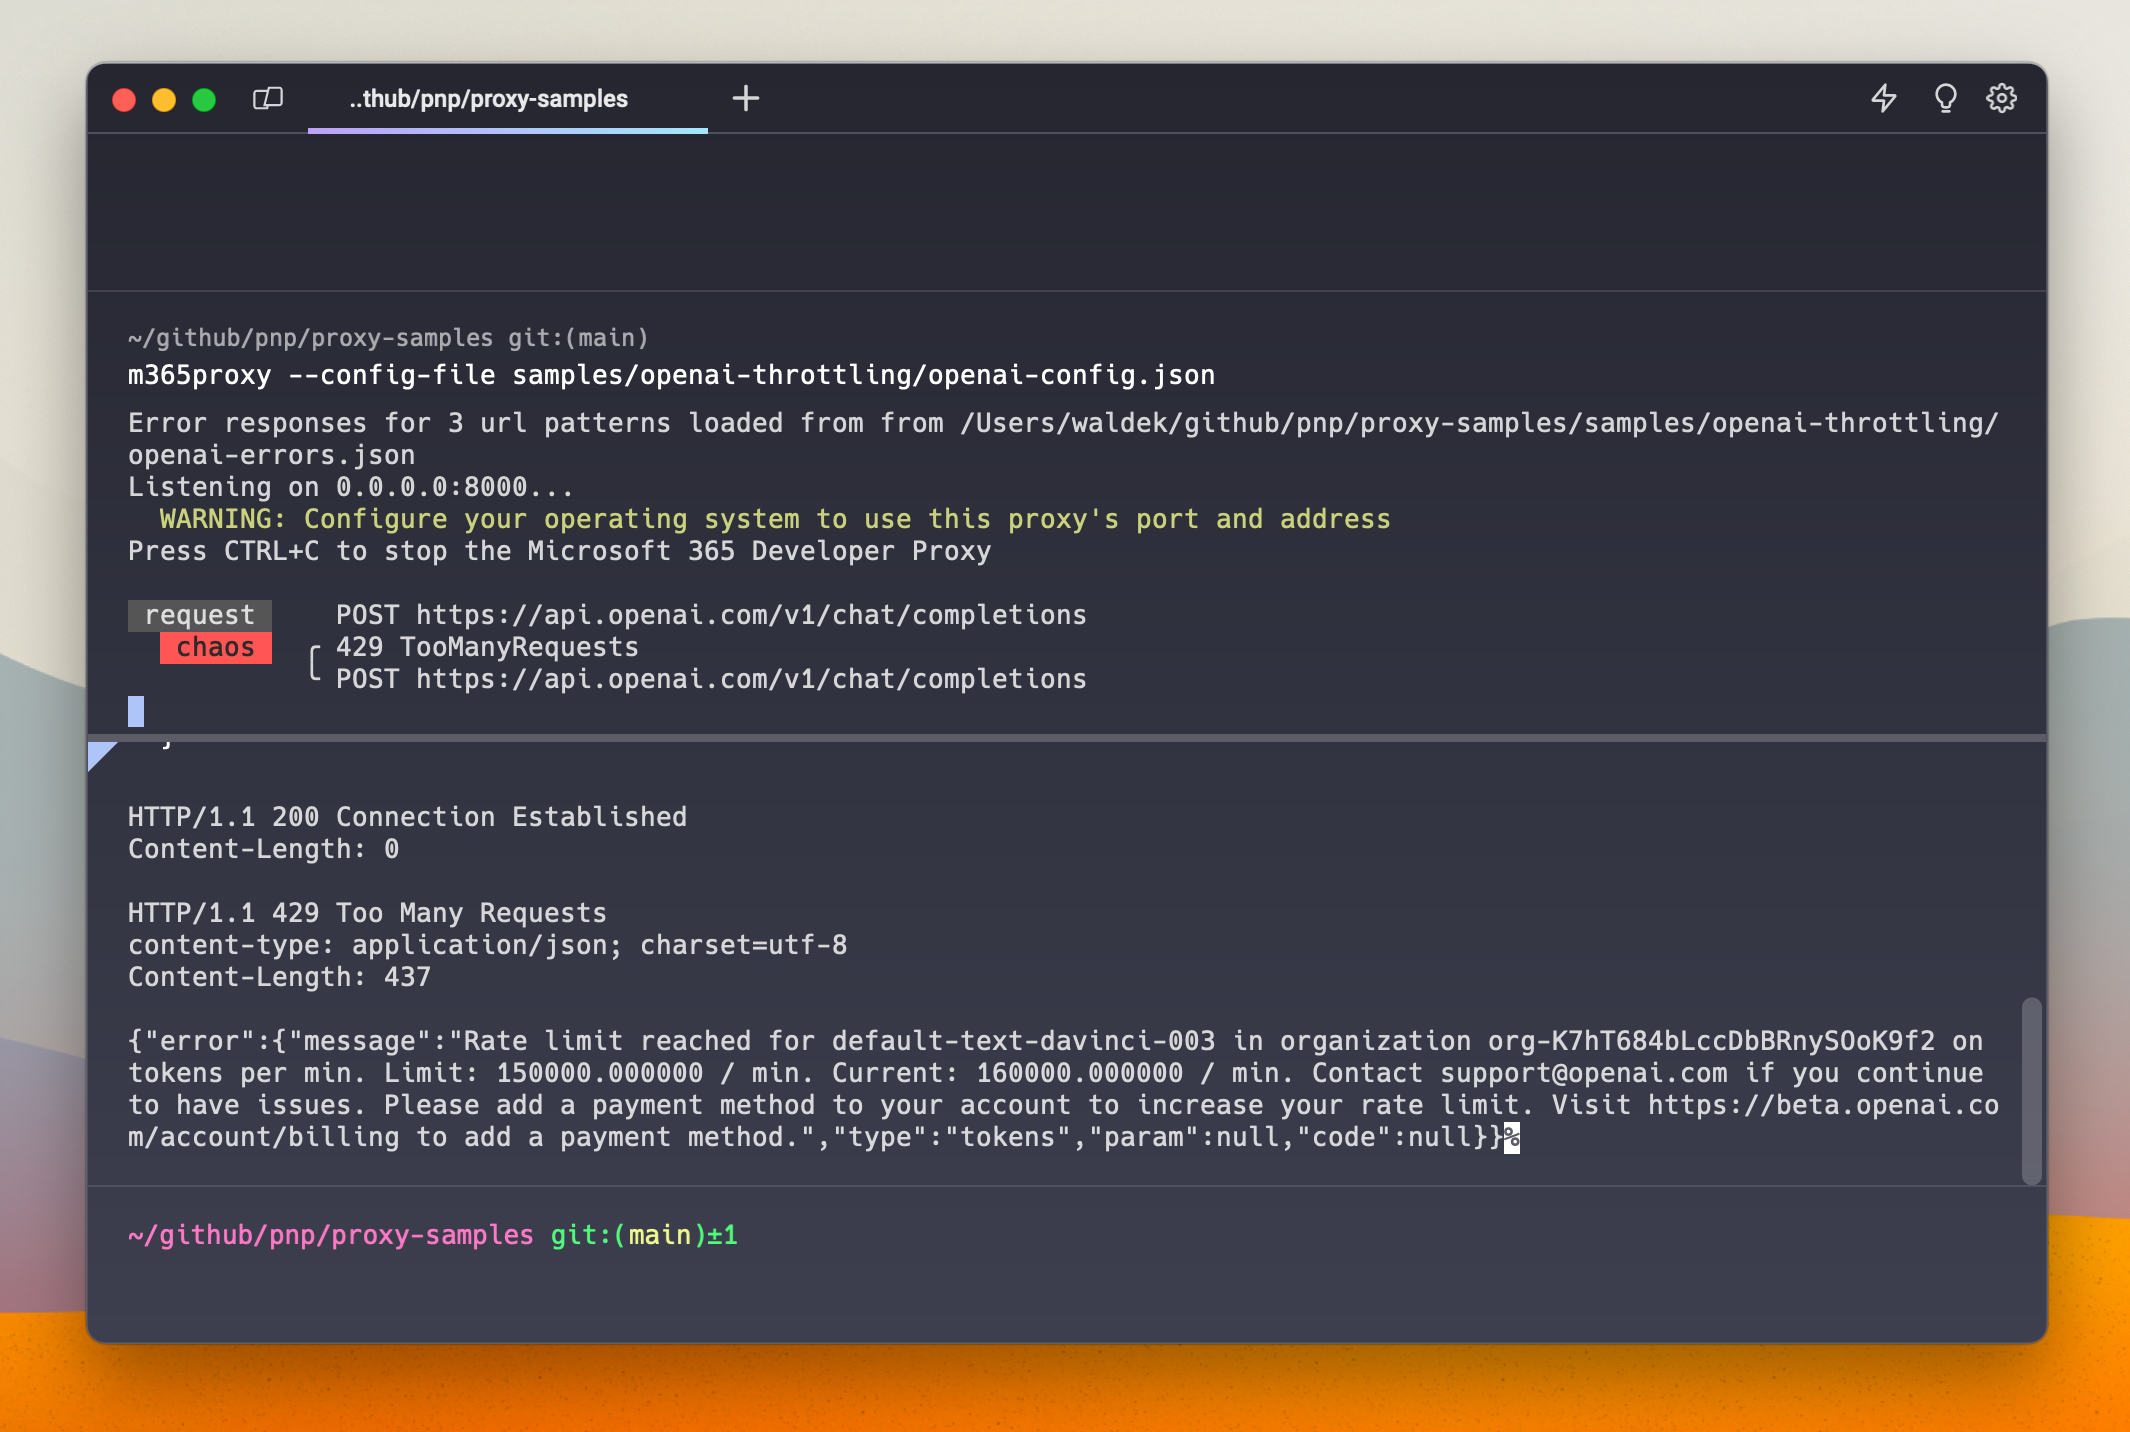 ..thub/pnp/proxy-samples
~/github/pnp/proxy-samples git:(main)
m365proxy --config-file samples/openai-throttling/openai-config.json
Error responses for 3 url patterns loaded from from /Users/waldek/github/pnp/proxy-samples/samples/openai-throttling/
openai-errors.json
Listening on 0.0.0.0:8000...
WARNING: Configure your operating system to use this proxy's port and address
Press CTRL+C to stop the Microsoft 365 Developer Proxy
request POST https://api.openai.com/v1/chat/completions
chaos 429 TooManyRequests
POST https://api.openai.com/v1/chat/completions
HTTP/1.1 200 Connection Established
Content-Length: 0
HTTP/1.1 429 Too Many Requests
content-type: application/json; charset=utf-8
Content-Length: 437
{"error":{"message":"Rate limit reached for default-text-davinci-003 in organization org-K7hT684bLccDbBRnySOoK9f2 on
tokens per min. Limit: 150000.000000 / min. Current: 160000.000000 / min. Contact support@openai.com if you continue
to have issues. Please add a payment method to your account to increase your rate limit. Visit https://beta.openai.co
m/account/billing to add a payment method.","type":"tokens","param":null,"code":null}}%
~/github/pnp/proxy-samples git:(main)±1